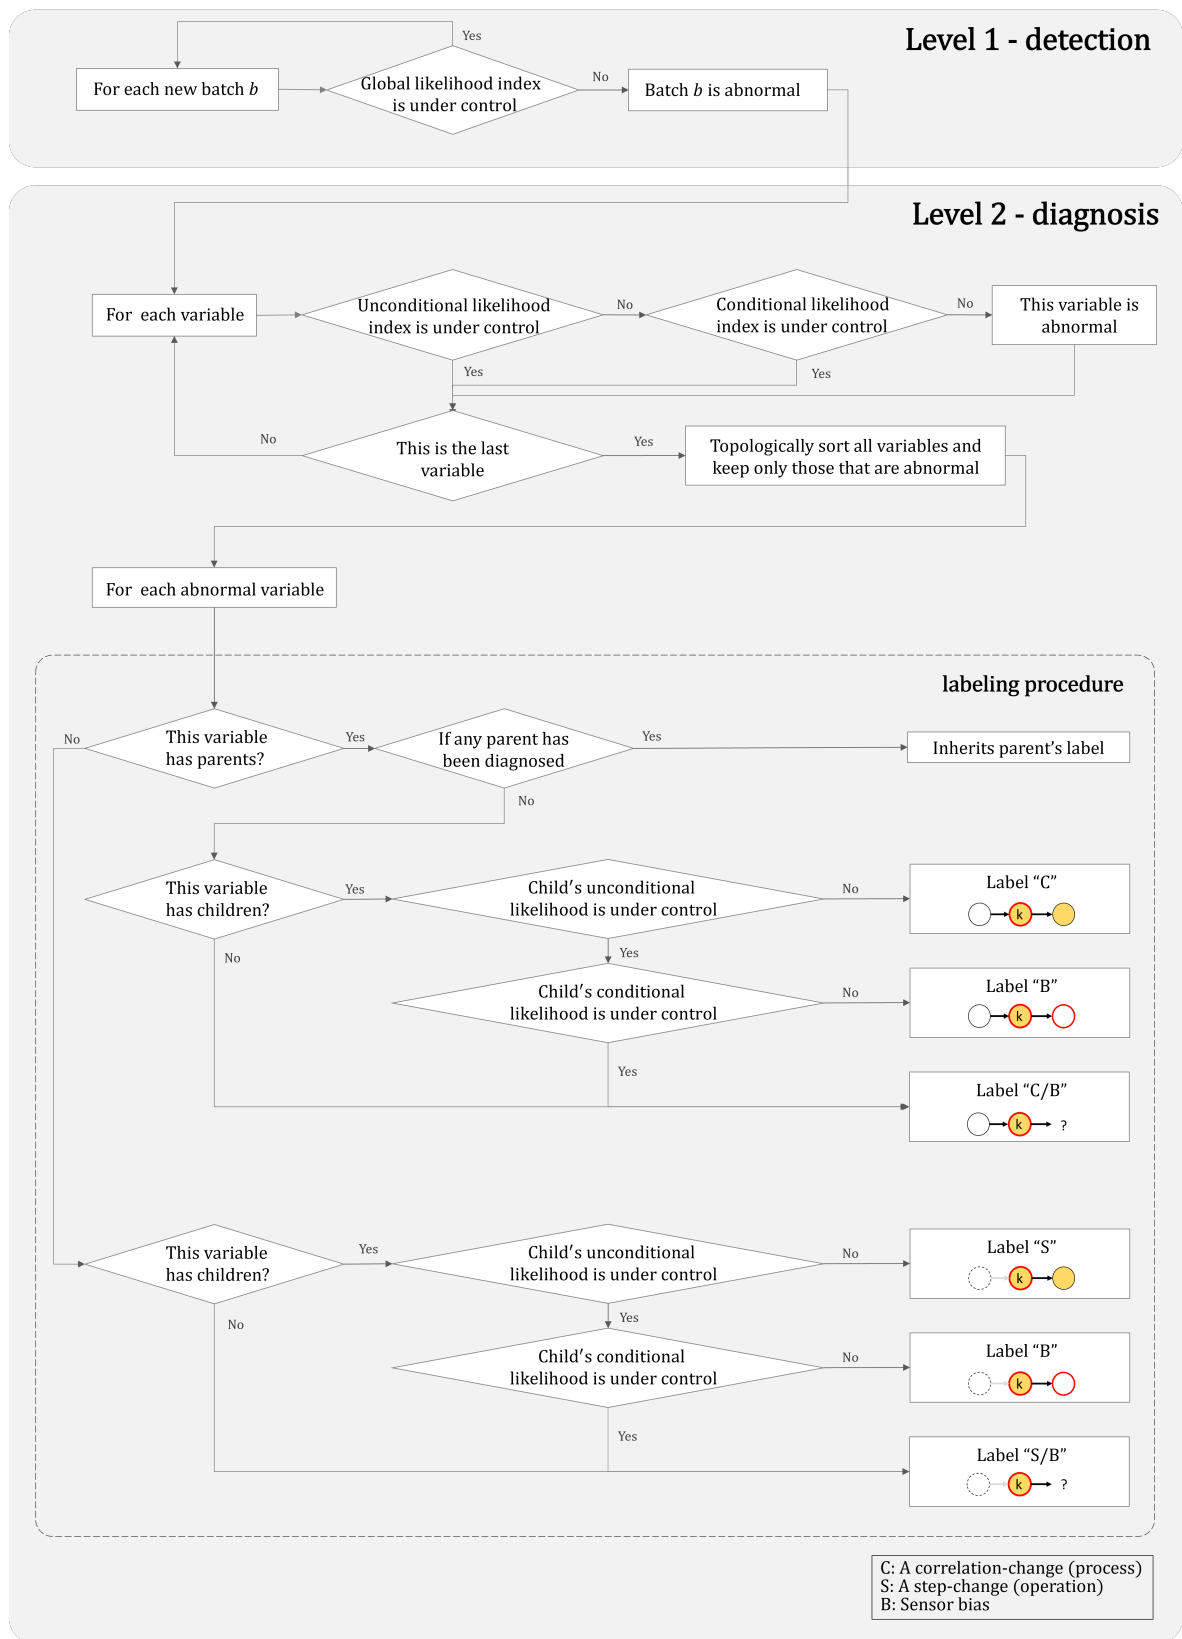 Level 1 - detection
Yes
For each new batch b
Global likelihood index
is under control
No
Batch b is abnormal
Level 2 - diagnosis
For each variable
Unconditional likelihood
index is under control
No
Conditional likelihood
index is under control
No
This variable is
abnormal
Yes
Yes
No
This is the last
variable
Yes
Topologically sort all variables and
keep only those that are abnormal
For each abnormal variable
labeling procedure
No
This variable
has parents?
Yes
If any parent has
been diagnosed
Yes
Inherits parent’s label
No
This variable
has children?
Yes
Child's unconditional
likelihood is under control
No
Label “C”
k
No
Yes
Child's conditional
likelihood is under control
No
Label “B”
k
Yes
Label “C/B”
k ?
This variable
has children?
Yes
Child's unconditional
likelihood is under control
No
Label “S”
k
No
Yes
Child's conditional
likelihood is under control
No
Label “B”
k
Yes
Label “S/B”
k ?
C: A correlation-change (process)
S: A step-change (operation)
B: Sensor bias